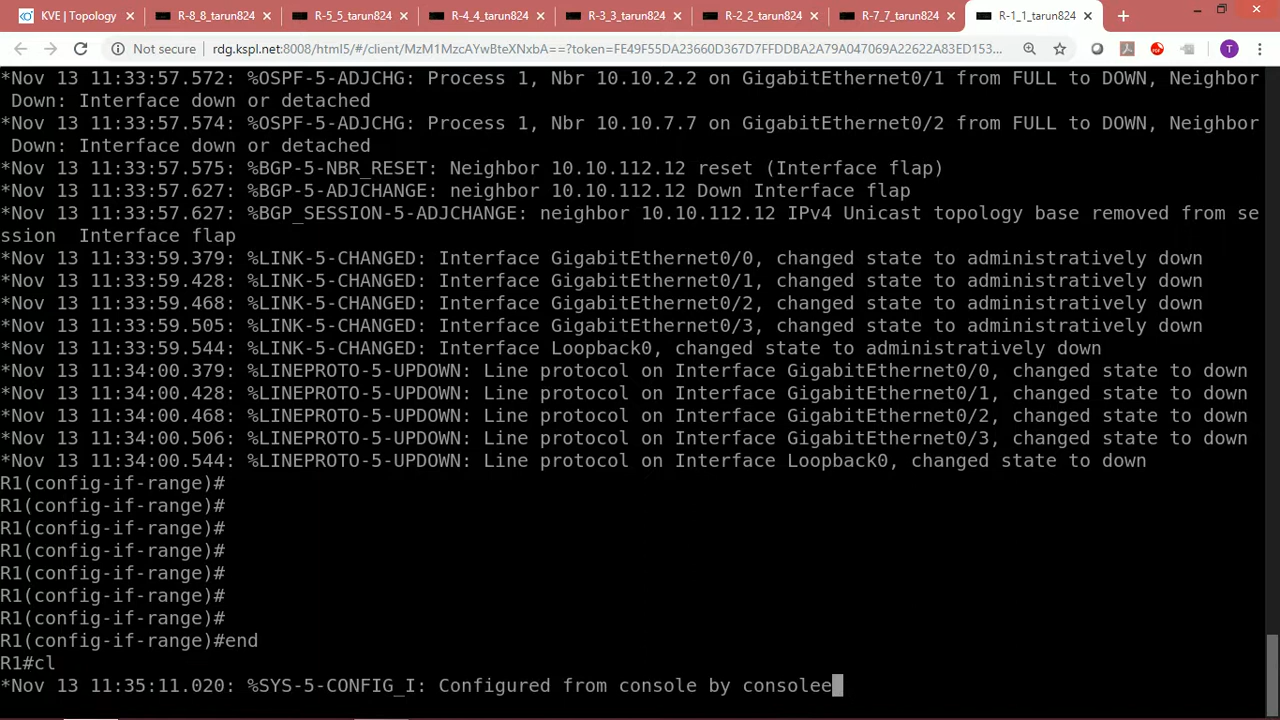 KVE | Topology
R-8_8_tarun824
R-5_5_tarun824
R-4_4_tarun824
R-3_3_tarun824
R-2_2_tarun824
R-7_7_tarun824
R-1_1_tarun824
Not secure rdg.kspl.net:8008/html5/#/client/MzM1MzcAYwBteXNxbA==?token=FE49F55DA23660D367D7FFDDBA2A79A047069A22622A83ED153...
T
*Nov 13 11:33:57.572: %OSPF-5-ADJCHG: Process 1, Nbr 10.10.2.2 on GigabitEthernet0/1 from FULL to DOWN, Neighbor
Down: Interface down or detached
*Nov 13 11:33:57.574: %OSPF-5-ADJCHG: Process 1, Nbr 10.10.7.7 on GigabitEthernet0/2 from FULL to DOWN, Neighbor
Down: Interface down or detached
*Nov 13 11:33:57.575: %BGP-5-NBR_RESET: Neighbor 10.10.112.12 reset (Interface flap)
*Nov 13 11:33:57.627: %BGP-5-ADJCHANGE: neighbor 10.10.112.12 Down Interface flap
*Nov 13 11:33:57.627: %BGP_SESSION-5-ADJCHANGE: neighbor 10.10.112.12 IPv4 Unicast topology base removed from se
ssion  Interface flap
*Nov 13 11:33:59.379: %LINK-5-CHANGED: Interface GigabitEthernet0/0, changed state to administratively down
*Nov 13 11:33:59.428: %LINK-5-CHANGED: Interface GigabitEthernet0/1, changed state to administratively down
*Nov 13 11:33:59.468: %LINK-5-CHANGED: Interface GigabitEthernet0/2, changed state to administratively down
*Nov 13 11:33:59.505: %LINK-5-CHANGED: Interface GigabitEthernet0/3, changed state to administratively down
*Nov 13 11:33:59.544: %LINK-5-CHANGED: Interface Loopback0, changed state to administratively down
*Nov 13 11:34:00.379: %LINEPROTO-5-UPDOWN: Line protocol on Interface GigabitEthernet0/0, changed state to down
*Nov 13 11:34:00.428: %LINEPROTO-5-UPDOWN: Line protocol on Interface GigabitEthernet0/1, changed state to down
*Nov 13 11:34:00.468: %LINEPROTO-5-UPDOWN: Line protocol on Interface GigabitEthernet0/2, changed state to down
*Nov 13 11:34:00.506: %LINEPROTO-5-UPDOWN: Line protocol on Interface GigabitEthernet0/3, changed state to down
*Nov 13 11:34:00.544: %LINEPROTO-5-UPDOWN: Line protocol on Interface Loopback0, changed state to down
R1(config-if-range)#
R1(config-if-range)#
R1(config-if-range)#
R1(config-if-range)#
R1(config-if-range)#
R1(config-if-range)#
R1(config-if-range)#
R1(config-if-range)#end
R1#cl
*Nov 13 11:35:11.020: %SYS-5-CONFIG_I: Configured from console by consolee